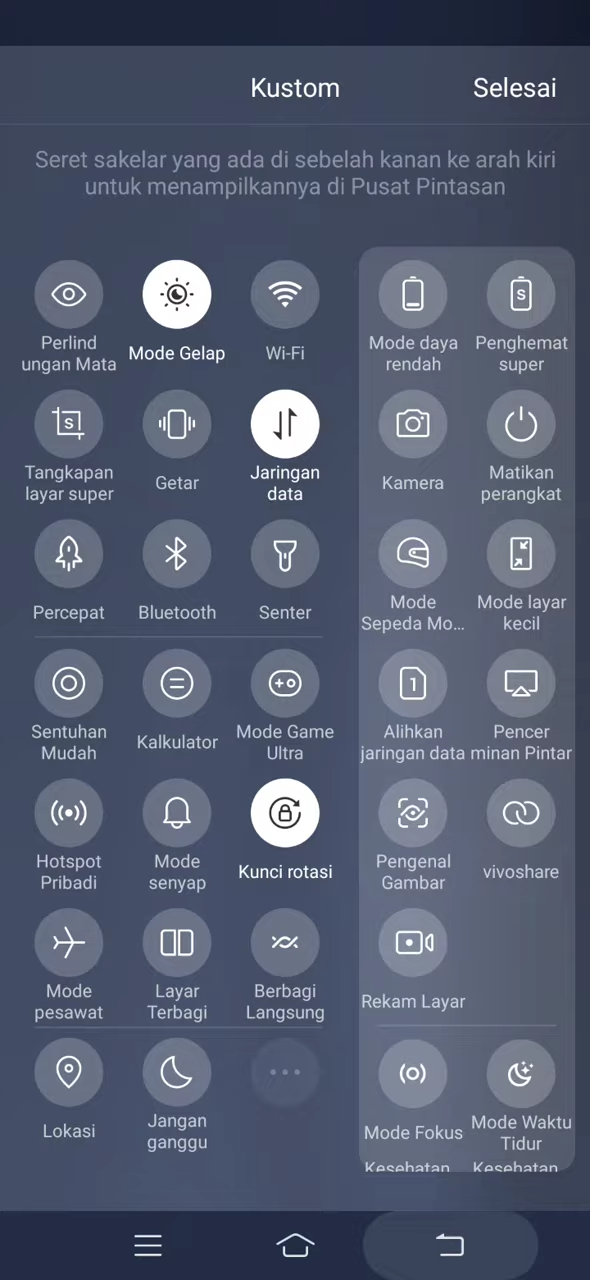 Kustom
Selesai
Seret sakelar yang ada di sebelah kanan ke arah kiri
untuk menampilkannya di Pusat Pintasan
Perlind
ungan Mata
Mode Gelap
Wi-Fi
Mode daya
rendah
Penghemat
super
S
S
Tangkapan
layar super
Getar
Jaringan
data
Kamera
Matikan
perangkat
Percepat
Bluetooth
Senter
Mode
Sepeda Mo...
Mode layar
kecil
1
Sentuhan
Mudah
Kalkulator
Mode Game
Ultra
Alihkan
jaringan data
Pencer
minan Pintar
Hotspot
Pribadi
Mode
senyap
Kunci rotasi
Pengenal
Gambar
vivoshare
Mode
pesawat
Layar
Terbagi
Berbagi
Langsung
Rekam Layar
Lokasi
Jangan
ganggu
Mode Fokus
Mode Waktu
Tidur
Kesehatan
Kesehatan